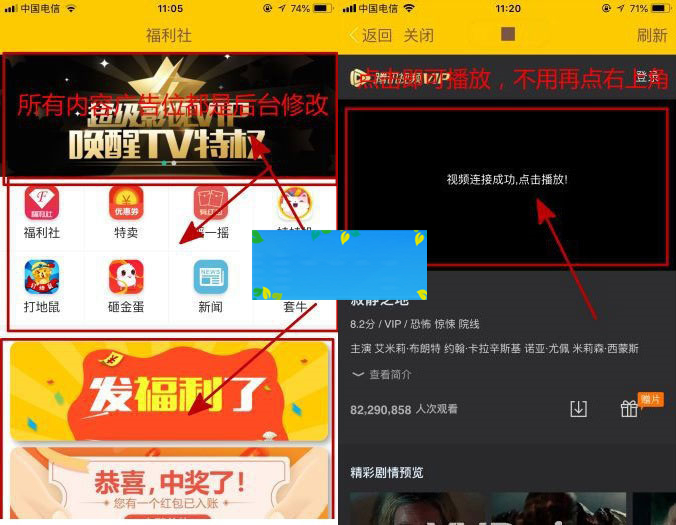 中国电信
11:05
74%
福利社
所有内容
告位都是后台修改
超级影视VIP
唤醒TV特权
福利社
优惠券
福利社
特卖
摇一摇
NEWS
打地鼠
砸金蛋
新闻
套牛
发福利了
恭喜,中奖了!
您有一个红包已入账
中国电信
11:20
71%
返回
关闭
刷新
腾讯视频VIP
登录
点击即可播放,不用再点右上角
视频连接成功,点击播放!
寂静之地
8.2分 / VIP / 恐怖 惊悚 院线
主演 艾米莉·布朗特 约翰·卡拉辛斯基 诺亚·尤佩 米莉森·西蒙斯
查看简介
82,290,858 人次观看
赠片
精彩剧情预览